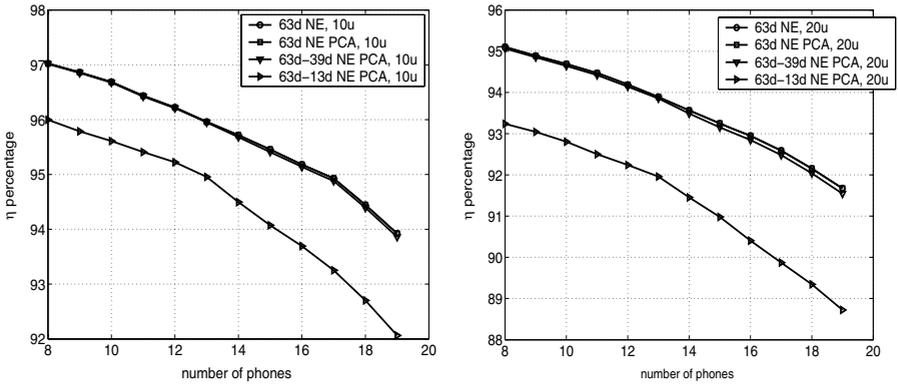 98
97
96
95
94
93
92
η percentage
63d NE, 10u
63d NE PCA, 10u
63d−39d NE PCA, 10u
63d−13d NE PCA, 10u
8 10 12 14 16 18 20
number of phones
96
95
94
93
92
91
90
89
88
η percentage
63d NE, 20u
63d NE PCA, 20u
63d−39d NE PCA, 20u
63d−13d NE PCA, 20u
8 10 12 14 16 18 20
number of phones